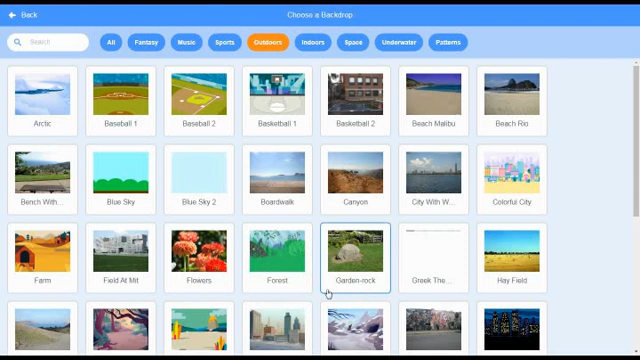 Back
Choose a Backdrop
Search
All
Fantasy
Music
Sports
Outdoors
Indoors
Space
Underwater
Patterns
Arctic
Baseball 1
Baseball 2
Basketball 1
Basketball 2
Beach Malibu
Beach Rio
Bench With...
Blue Sky
Blue Sky 2
Boardwalk
Canyon
City With W...
Colorful City
Farm
Field At Mit
Flowers
Forest
Garden-rock
Greek The...
Hay Field